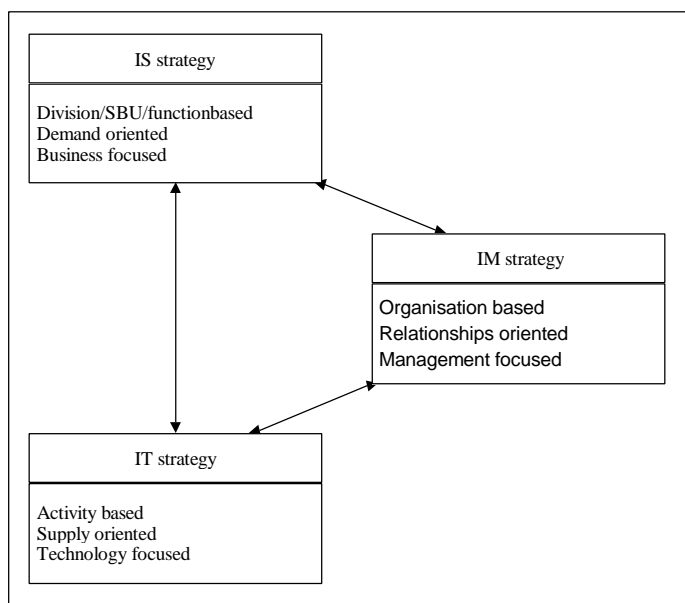 IS strategy
Division/SBU/functionbased
Demand oriented
Business focused
IM strategy
Organisation based
Relationships oriented
Management focused
IT strategy
Activity based
Supply oriented
Technology focused